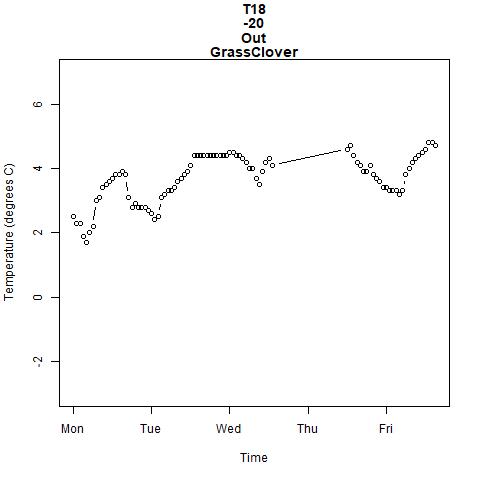 T18
-20
Out
GrassClover
Temperature (degrees C)
6
4
2
0
-2
Mon Tue Wed Thu Fri
Time